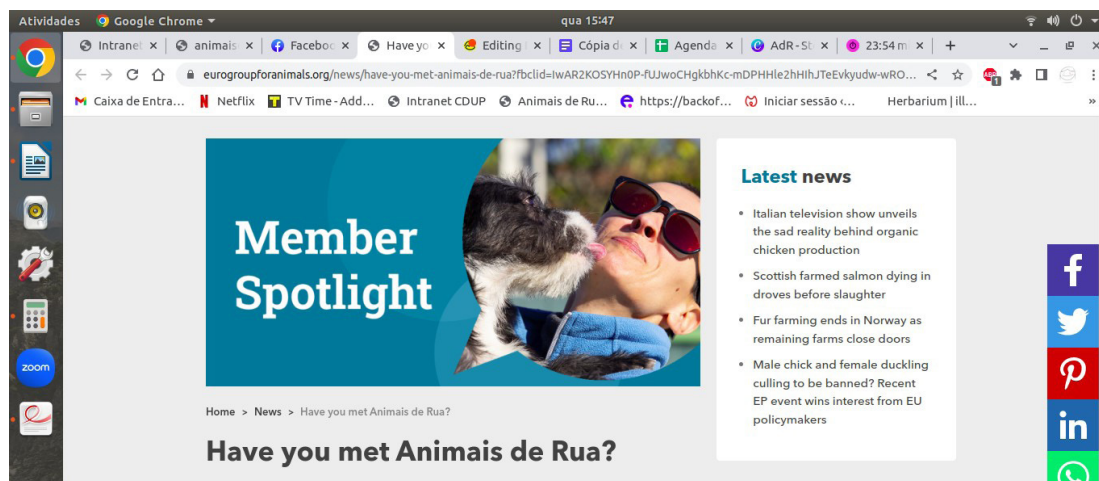 Atividades Google Chrome qua 15:47
Intranet animais Faceboo Have yo Editing Cópia d Agenda AdR - St 23:54 m
eurogroupforanimals.org/news/have-you-met-animais-de-rua?fbclid=IwAR2KOSYHn0P-fUJwoCHgkbhKc-mDPHHle2hHIhJTeEvkyudw-wRO...
Caixa de Entra... Netflix TV Time - Add... Intranet CDUP Animais de Ru... https://backof... Iniciar sessão ‹... Herbarium | ill... »
Member
Spotlight
Latest news
• Italian television show unveils
the sad reality behind organic
chicken production
• Scottish farmed salmon dying in
droves before slaughter
• Fur farming ends in Norway as
remaining farms close doors
• Male chick and female duckling
culling to be banned? Recent
EP event wins interest from EU
policymakers
zoom
Home > News > Have you met Animais de Rua?
Have you met Animais de Rua?